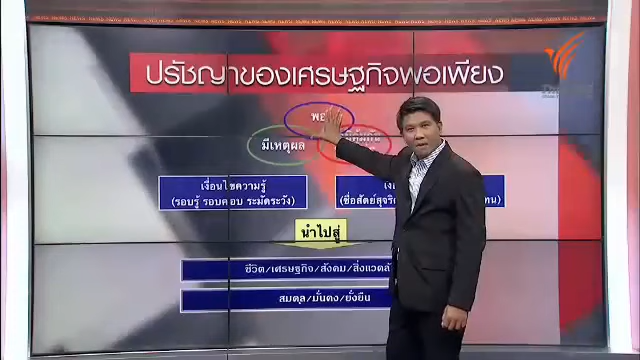 ปรัชญาของเศรษฐกิจพอเพียง
มีเหตุผล
เงื่อนไขความรู้
(รอบรู้ รอบคอบ ระมัดระวัง)
(ซื่อสัตย์สุจริต
นำไปสู่
ชีวิต/เศรษฐกิจ/สังคม/สิ่งแวดล้
สมดุล/มั่นคง/ยั่งยืน